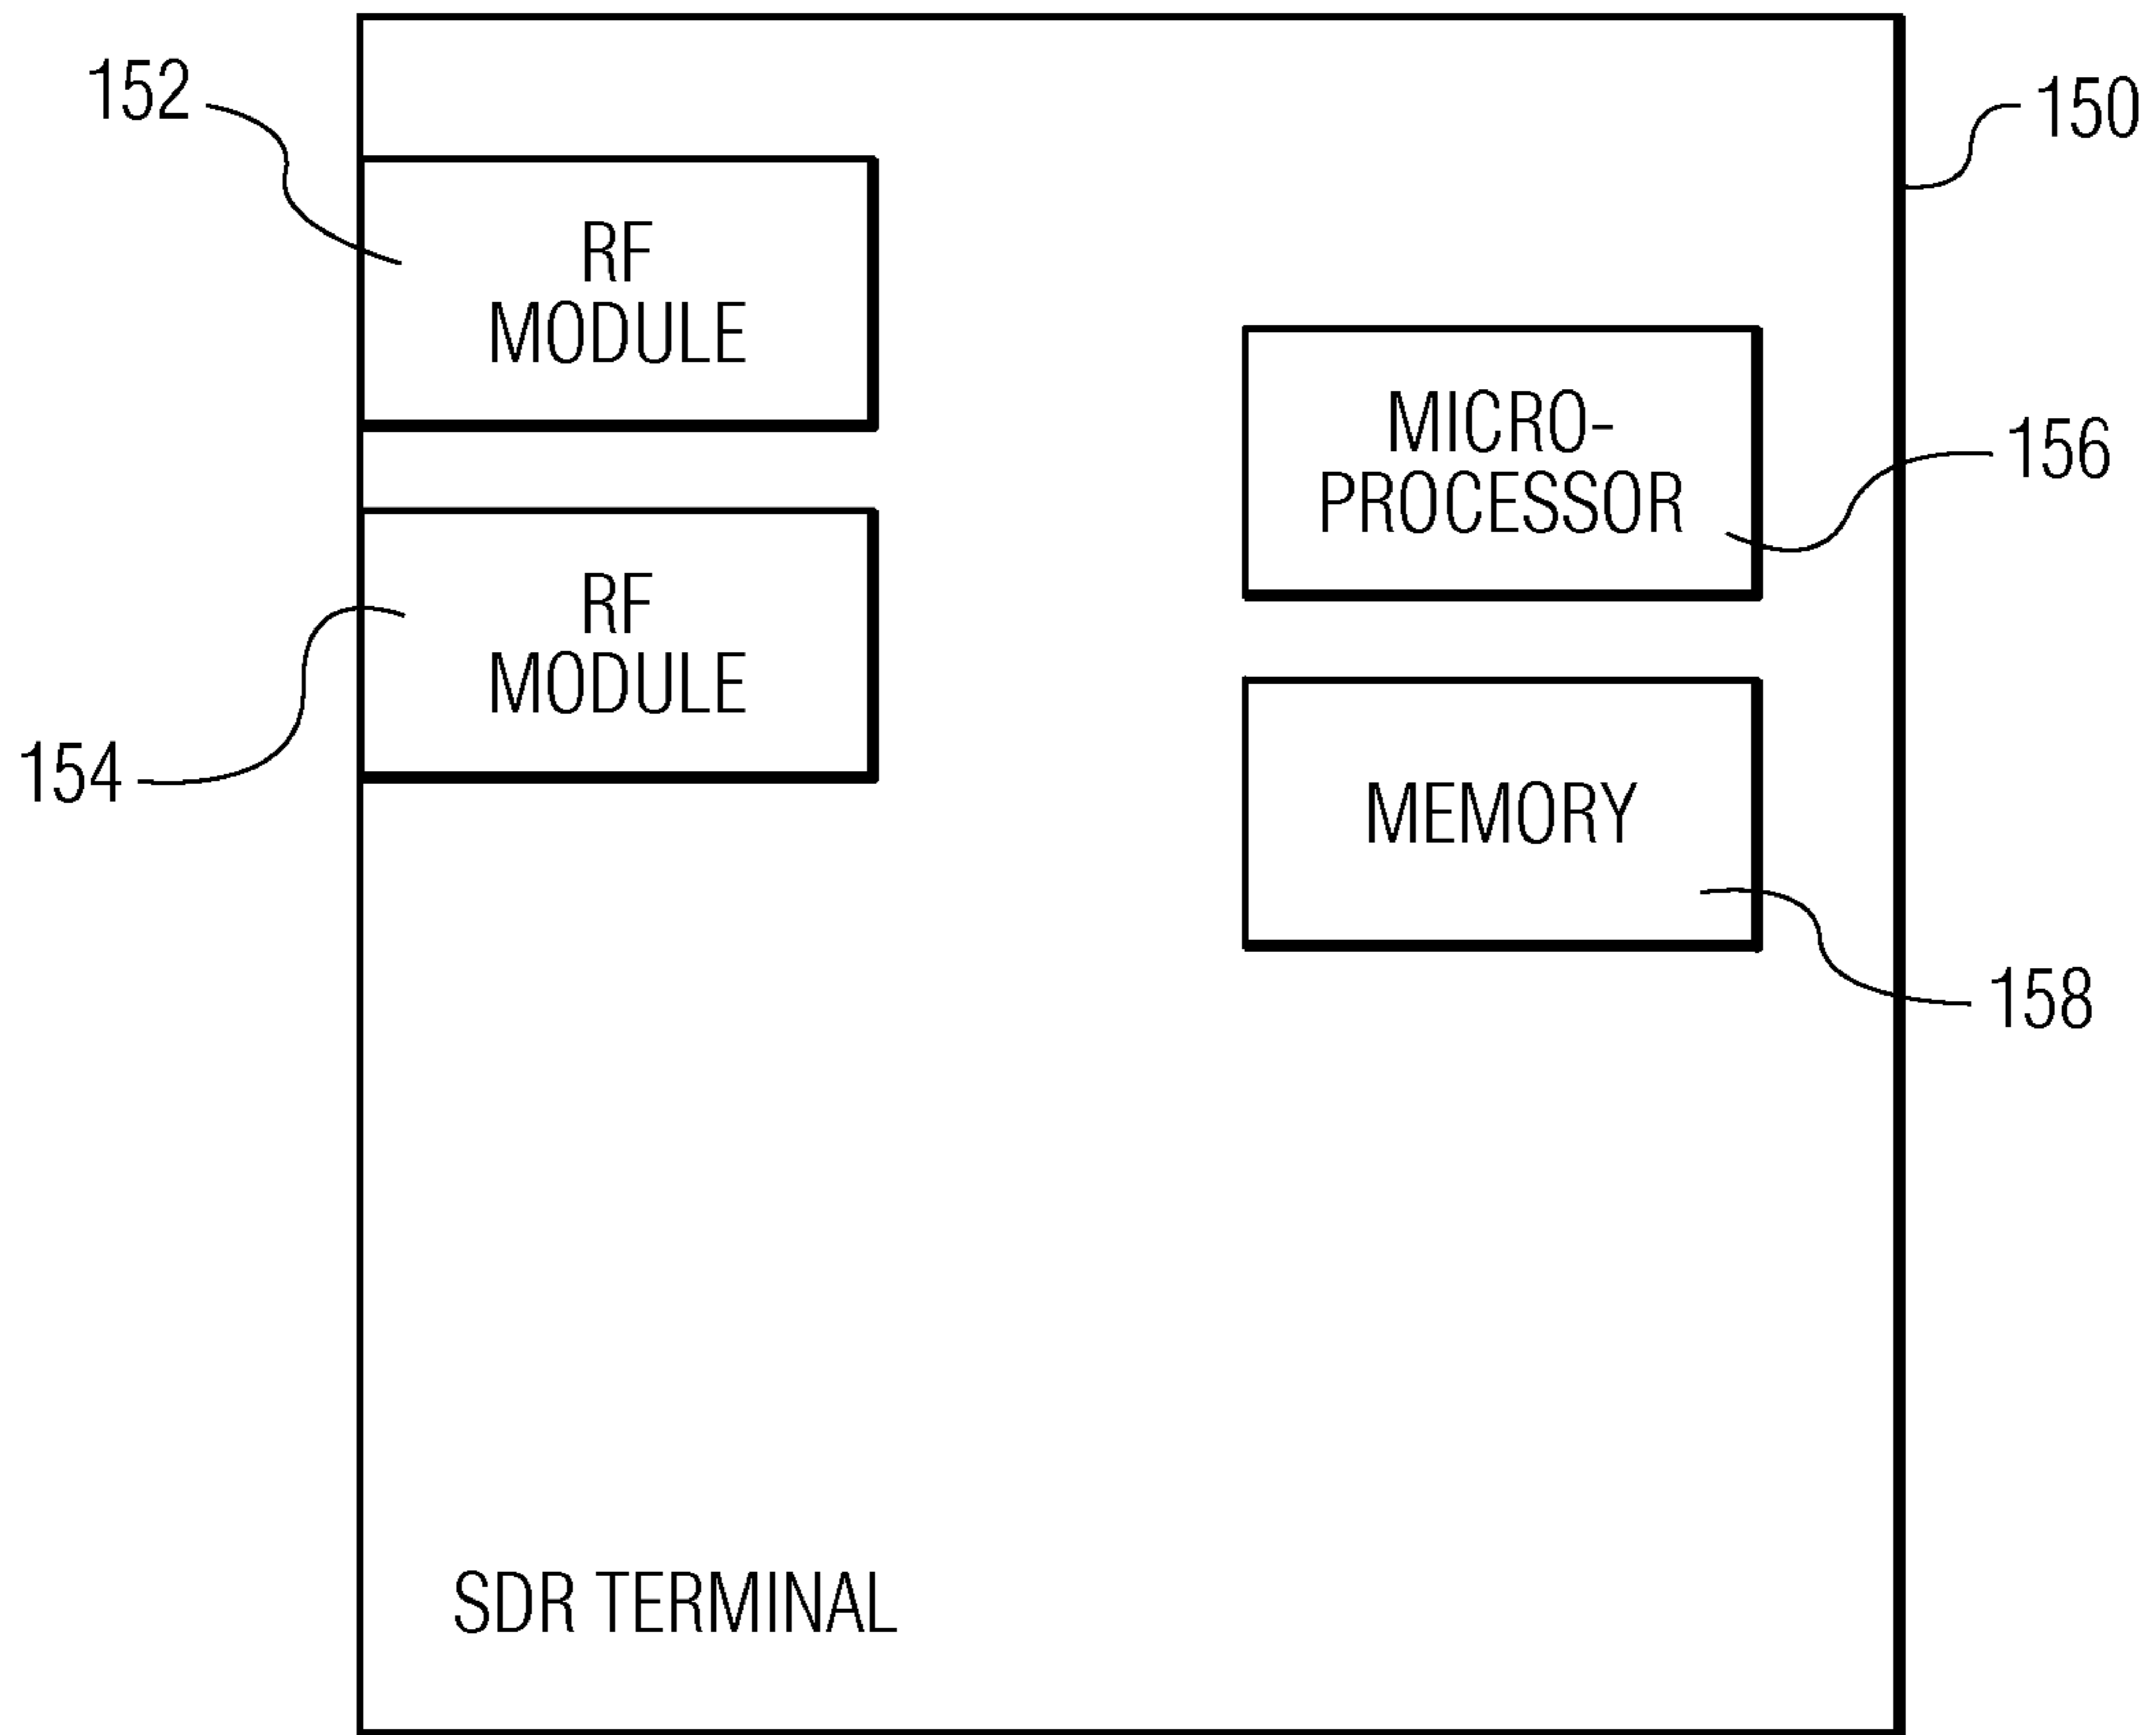 152
150
RF
MODULE
MICRO-
PROCESSOR
156
RF
MODULE
154
MEMORY
158
SDR TERMINAL